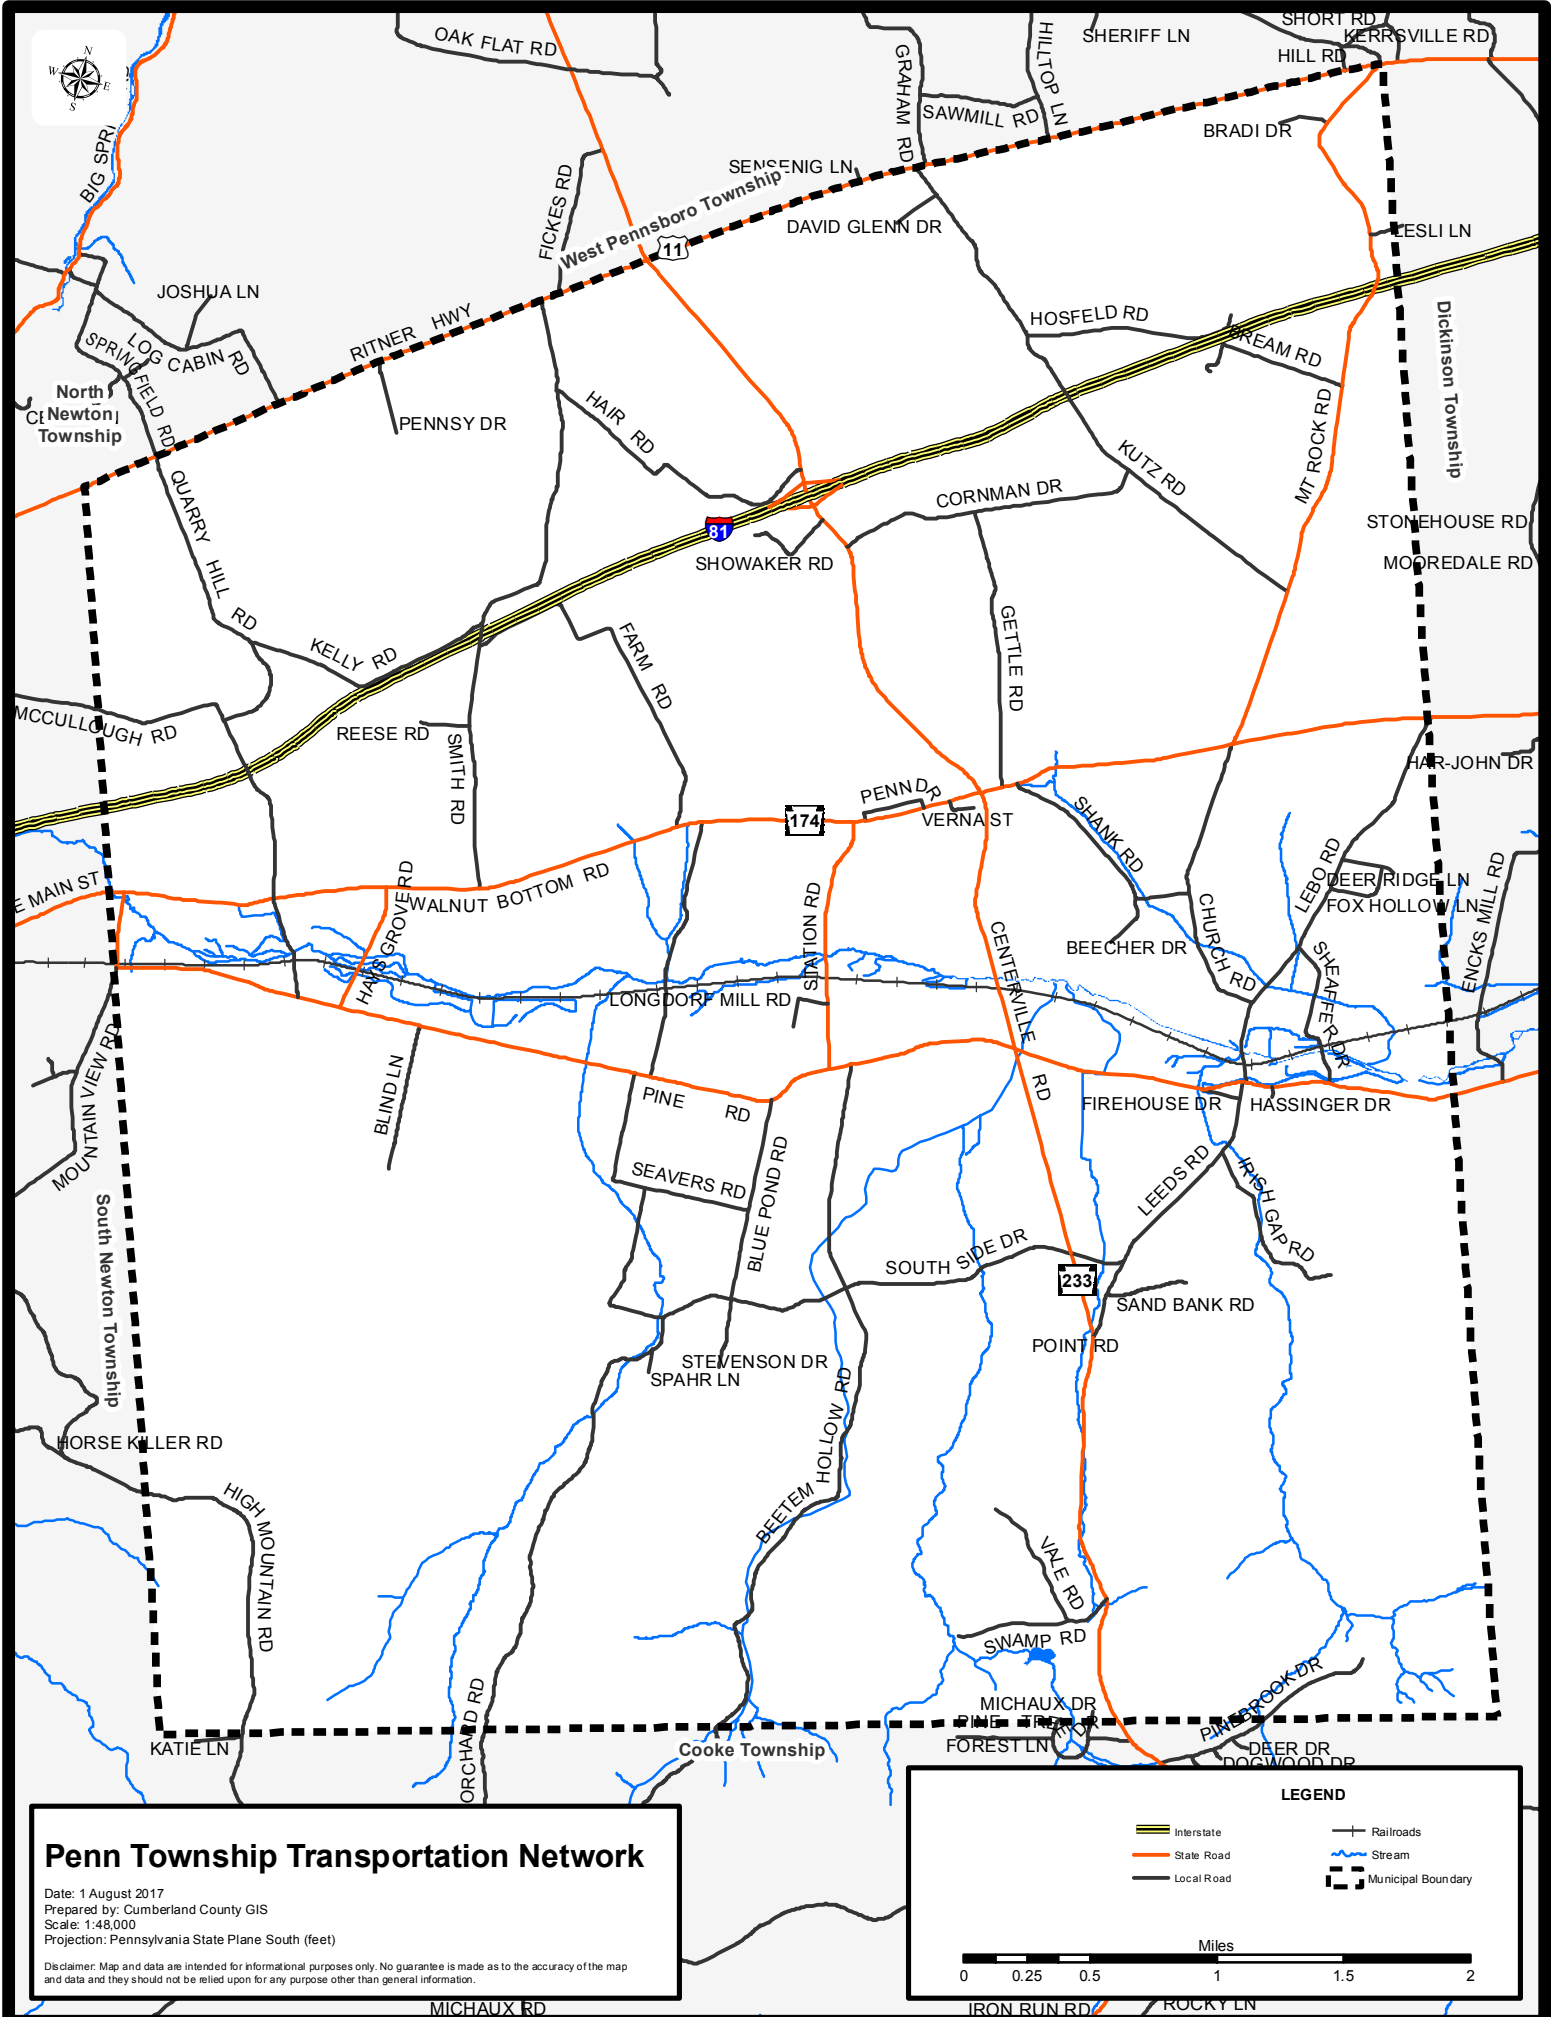 OAK FLAT RD
SHERIFF LN
SHORT RD
KERRSVILLE RD
HILL RD
HILLTOP LN
GRAHAM RD
SAWMILL RD
BRADI DR
N
W
E
S
SENSENIG LN
West Pennsboro Township
FICKES RD
11
DAVID GLENN DR
LESLI LN
JOSHUA LN
LOG CABIN RD
SPRINGFIELD RD
RITNER HWY
HOSFELD RD
BREAM RD
Dickinson Township
North
Newton
Township
PENNSY DR
HAIR RD
KUTZ RD
MT ROCK RD
QUARRY HILL RD
CORNMAN DR
81
SHOWAKER RD
STONEHOUSE RD
MOOREDALE RD
KELLY RD
FARM RD
GETTLE RD
MCCULLOUGH RD
REESE RD
SMITH RD
HAR-JOHN DR
PENN DR
174
VERNA ST
SHANK RD
LEBO RD
E MAIN ST
HAYS GROVE RD
WALNUT BOTTOM RD
STATION RD
DEER RIDGE LN
FOX HOLLOW LN
ENCKS MILL RD
CENTERVILLE RD
BEECHER DR
CHURCH RD
SHEAFFER DR
LONGDORF MILL RD
MOUNTAIN VIEW RD
BLIND LN
PINE RD
FIREHOUSE DR
HASSINGER DR
SEAVERS RD
BLUE POND RD
LEEDS RD
IRISH GAP RD
South Newton Township
SOUTH SIDE DR
233
SAND BANK RD
POINT RD
STEVENSON DR
SPAHR LN
HORSE KILLER RD
HIGH MOUNTAIN RD
BEETEM HOLLOW RD
VALE RD
SWAMP RD
ORCHARD RD
MICHAUX DR
PINEBROOK DR
KATIE LN
Cooke Township
FOREST LN
DEER DR
DOGWOOD DR
Penn Township Transportation Network
Date: 1 August 2017
Prepared by: Cumberland County GIS
Scale: 1:48,000
Projection: Pennsylvania State Plane South (feet)
Disclaimer: Map and data are intended for informational purposes only. No guarantee is made as to the accuracy of the map
and data and they should not be relied upon for any purpose other than general information.
LEGEND
Interstate
State Road
Local Road
Railroads
Stream
Municipal Boundary
Miles
0 0.25 0.5 1 1.5 2
MICHAUX RD
IRON RUN RD
ROCKY LN